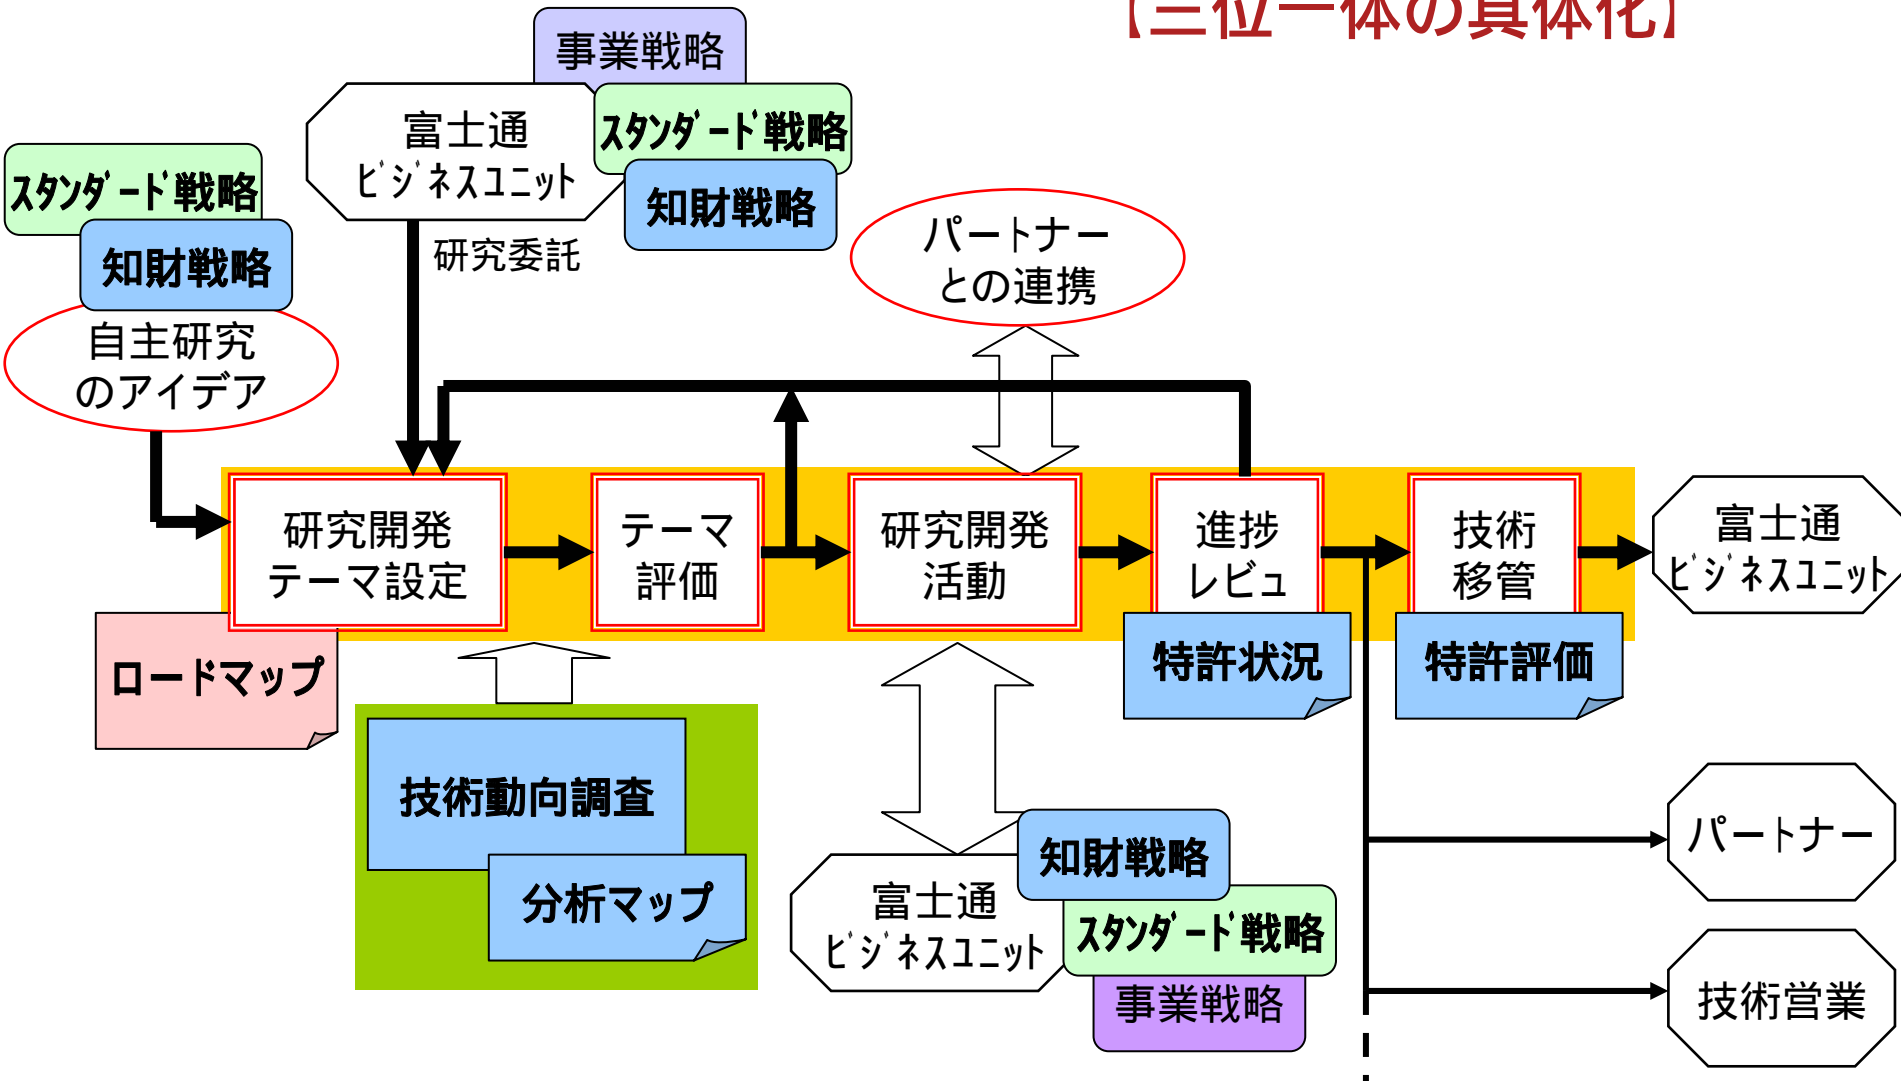 【三位一体の具体化】
事業戦略
富士通
ﾋﾞｼﾞﾈｽﾕﾆｯﾄ
ｽﾀﾝﾀﾞｰﾄﾞ戦略
知財戦略
ｽﾀﾝﾀﾞｰﾄﾞ戦略
知財戦略
自主研究
のアイデア
研究委託
パートナー
との連携
研究開発
テーマ設定
テーマ
評価
研究開発
活動
進捗
レビュ
技術
移管
富士通
ﾋﾞｼﾞﾈｽﾕﾆｯﾄ
ロードマップ
特許状況
特許評価
技術動向調査
分析マップ
富士通
ﾋﾞｼﾞﾈｽﾕﾆｯﾄ
知財戦略
ｽﾀﾝﾀﾞｰﾄﾞ戦略
事業戦略
パートナー
技術営業